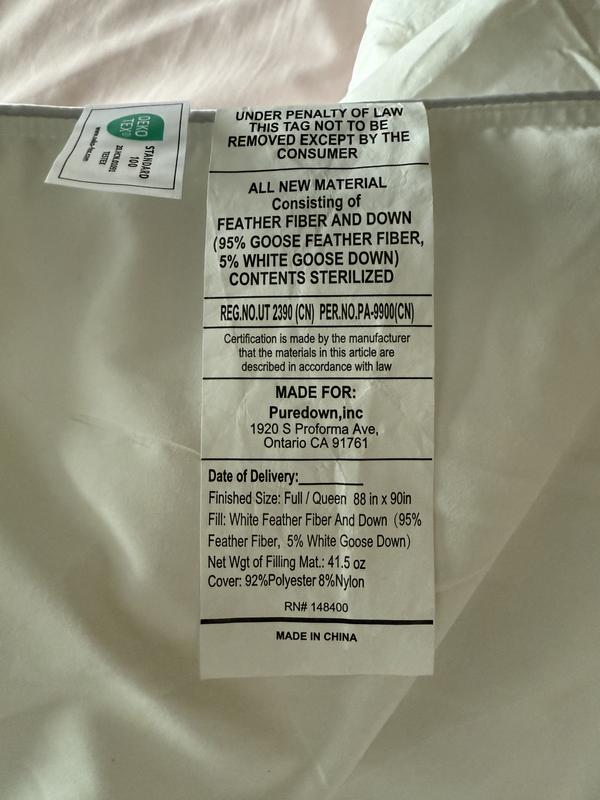 UNDER PENALTY OF LAW
THIS TAG NOT TO BE
REMOVED EXCEPT BY THE
CONSUMER
ALL NEW MATERIAL
Consisting of
FEATHER FIBER AND DOWN
(95% GOOSE FEATHER FIBER,
5% WHITE GOOSE DOWN)
CONTENTS STERILIZED
REG.NO.UT 2390 (CN) PER.NO.PA-9900(CN)
Certification is made by the manufacturer
that the materials in this article are
described in accordance with law
MADE FOR:
Puredown,inc
1920 S Proforma Ave,
Ontario CA 91761
Date of Delivery:________
Finished Size: Full / Queen 88 in x 90in
Fill: White Feather Fiber And Down (95%
Feather Fiber, 5% White Goose Down)
Net Wgt of Filling Mat.: 41.5 oz
Cover: 92%Polyester 8%Nylon
RN# 148400
MADE IN CHINA
OEKO
TEX®
STANDARD
100
TESTEX